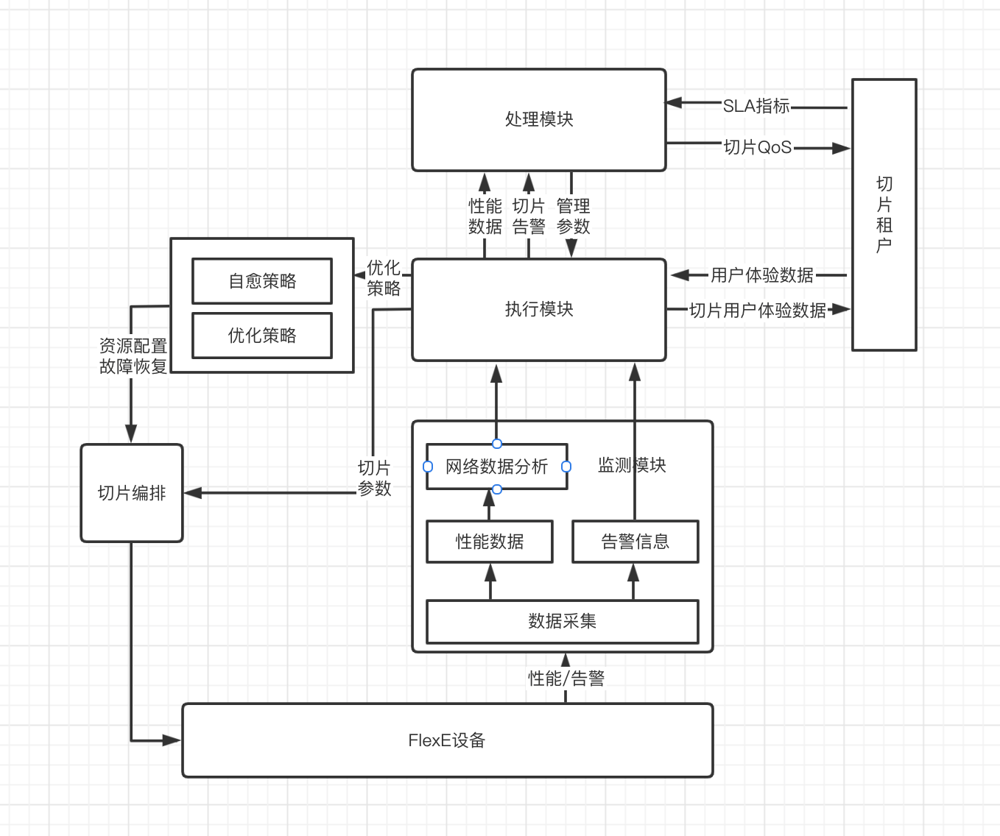 处理模块
SLA指标
切片QoS
切
片
租
户
性能
数据
切片
告警
管理
参数
自愈策略
优化策略
优化
策略
执行模块
用户体验数据
切片用户体验数据
资源配置
故障恢复
切片编排
切片
参数
网络数据分析
监测模块
性能数据
告警信息
数据采集
性能/告警
FlexE设备